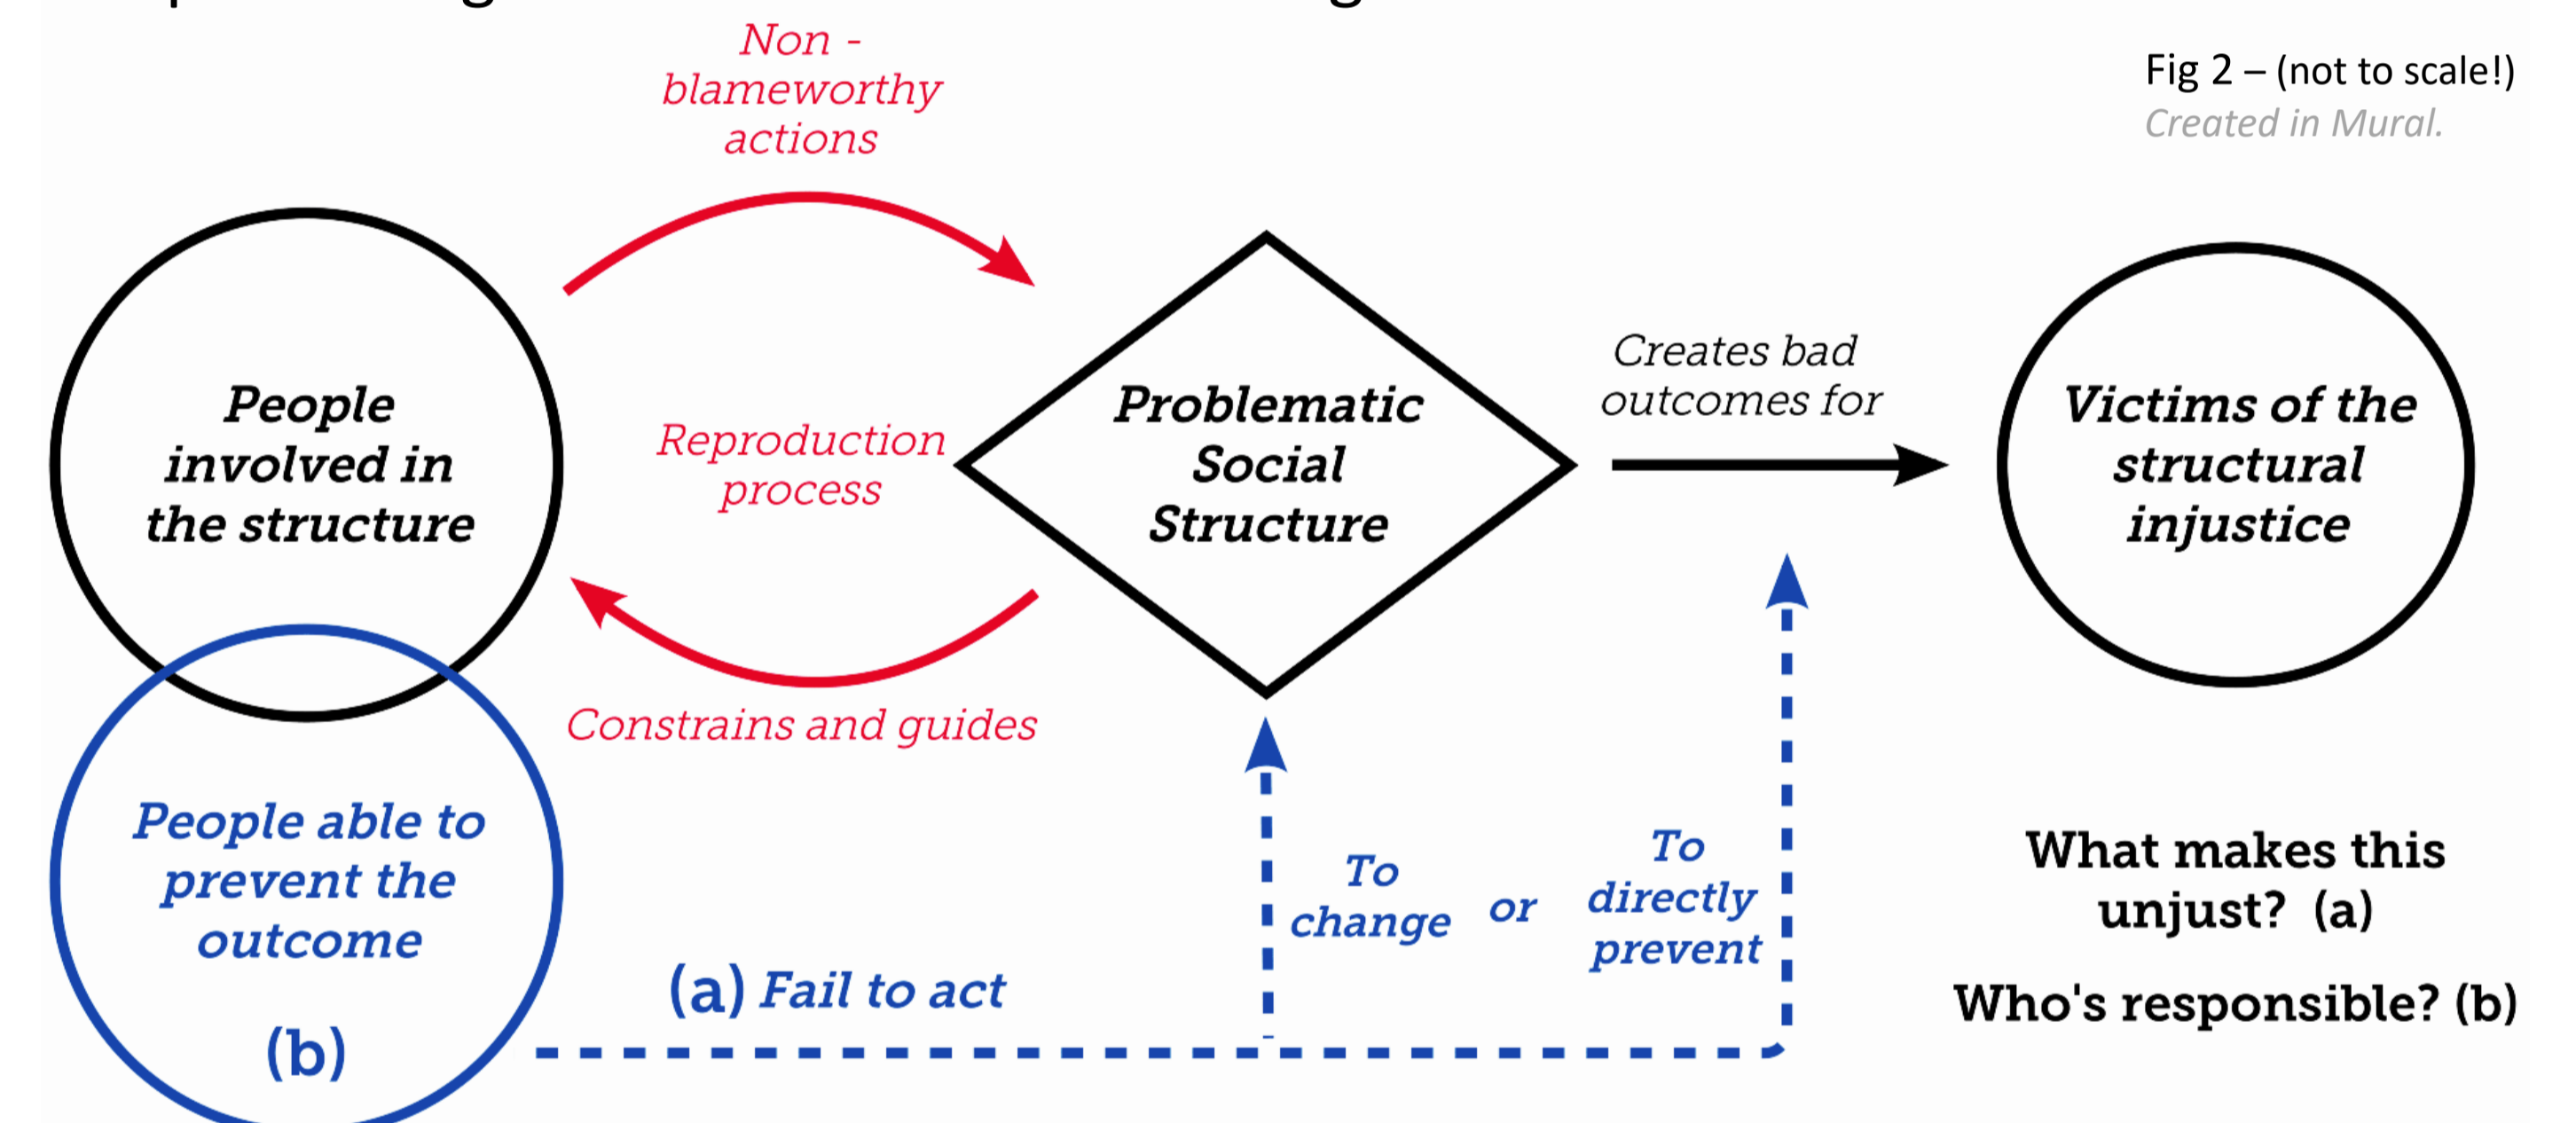 Non -
blameworthy
actions
Fig 2 – (not to scale!)
Created in Mural.
People
involved in
the structure
Reproduction
process
Problematic
Social
Structure
Creates bad
outcomes for
Victims of the
structural
injustice
Constrains and guides
People able to
prevent the
outcome
(b)
(a) Fail to act
To
change
or
To
directly
prevent
What makes this
unjust? (a)
Who's responsible? (b)